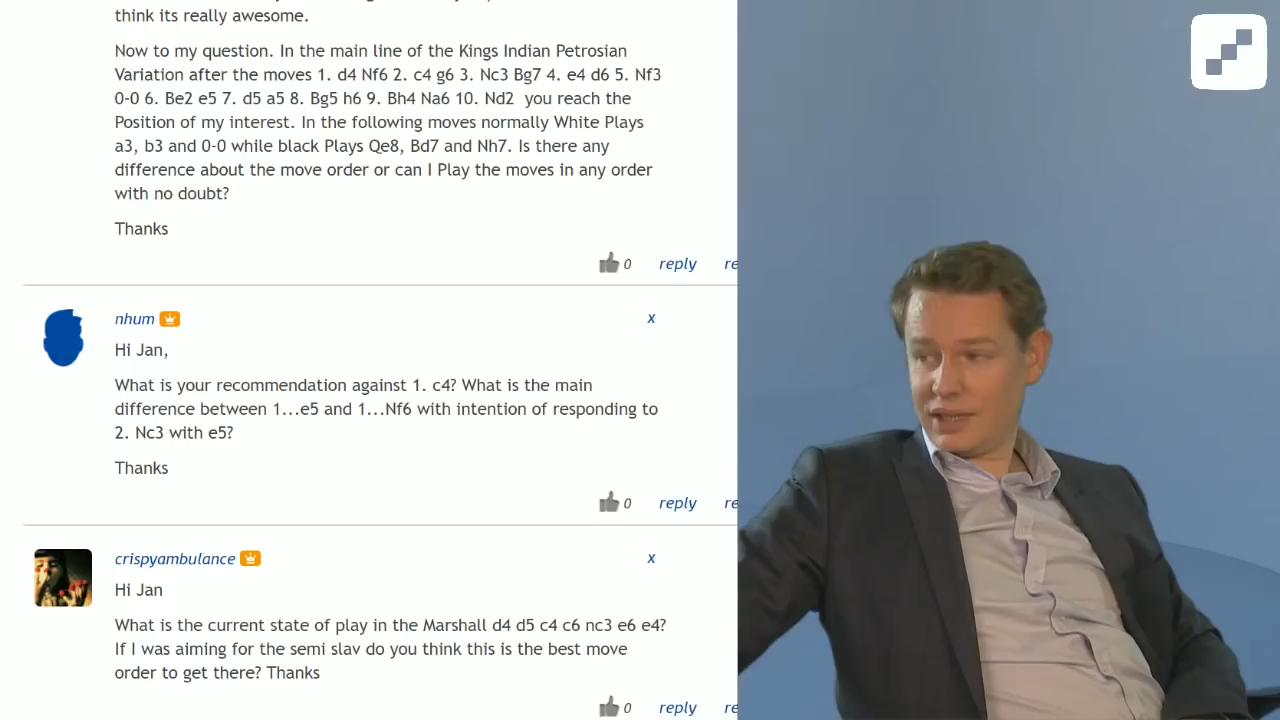 think its really awesome.
Now to my question. In the main line of the Kings Indian Petrosian
Variation after the moves 1. d4 Nf6 2. c4 g6 3. Nc3 Bg7 4. e4 d6 5. Nf3
0-0 6. Be2 e5 7. d5 a5 8. Bg5 h6 9. Bh4 Na6 10. Nd2 you reach the
Position of my interest. In the following moves normally White Plays
a3, b3 and 0-0 while black Plays Qe8, Bd7 and Nh7. Is there any
difference about the move order or can I Play the moves in any order
with no doubt?
Thanks
0 reply re
nhum x
Hi Jan,
What is your recommendation against 1. c4? What is the main
difference between 1...e5 and 1...Nf6 with intention of responding to
2. Nc3 with e5?
Thanks
0 reply re
crispyambulance x
Hi Jan
What is the current state of play in the Marshall d4 d5 c4 c6 nc3 e6 e4?
If I was aiming for the semi slav do you think this is the best move
order to get there? Thanks
0 reply re